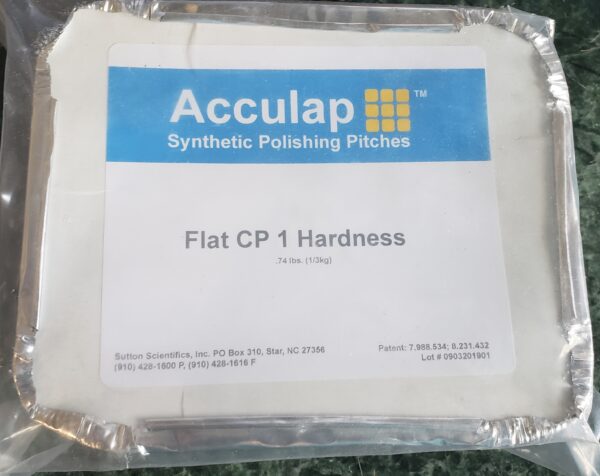 Acculap ™
Synthetic Polishing Pitches
Flat CP 1 Hardness
.74 lbs. (1/3kg)
Sutton Scientifics, Inc. PO Box 310, Star, NC 27356
(910) 428-1600 P, (910) 428-1616 F
Patent: 7.988.534; 8.231.432
Lot # 0903201901